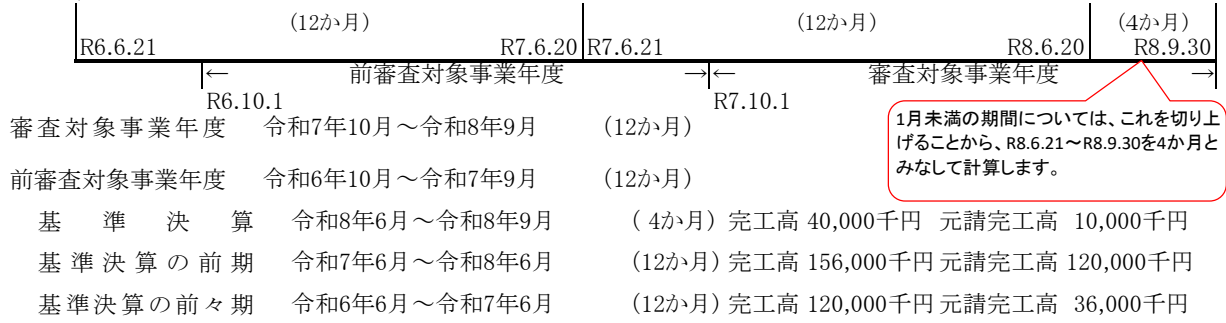 (12か月) (12か月) (4か月)
R6.6.21 R7.6.20 R7.6.21 R8.6.20 R8.9.30
← 前審査対象事業年度 →← 審査対象事業年度 →
R6.10.1 R7.10.1
1月未満の期間については、これを切り上
げることから、R8.6.21~R8.9.30を4か月と
みなして計算します。
審査対象事業年度 令和7年10月~令和8年9月 (12か月)
前審査対象事業年度 令和6年10月~令和7年9月 (12か月)
基準決算 令和8年6月~令和8年9月 (4か月) 完工高 40,000千円 元請完工高 10,000千円
基準決算の前期 令和7年6月~令和8年6月 (12か月) 完工高 156,000千円 元請完工高 120,000千円
基準決算の前々期 令和6年6月~令和7年6月 (12か月) 完工高 120,000千円 元請完工高 36,000千円